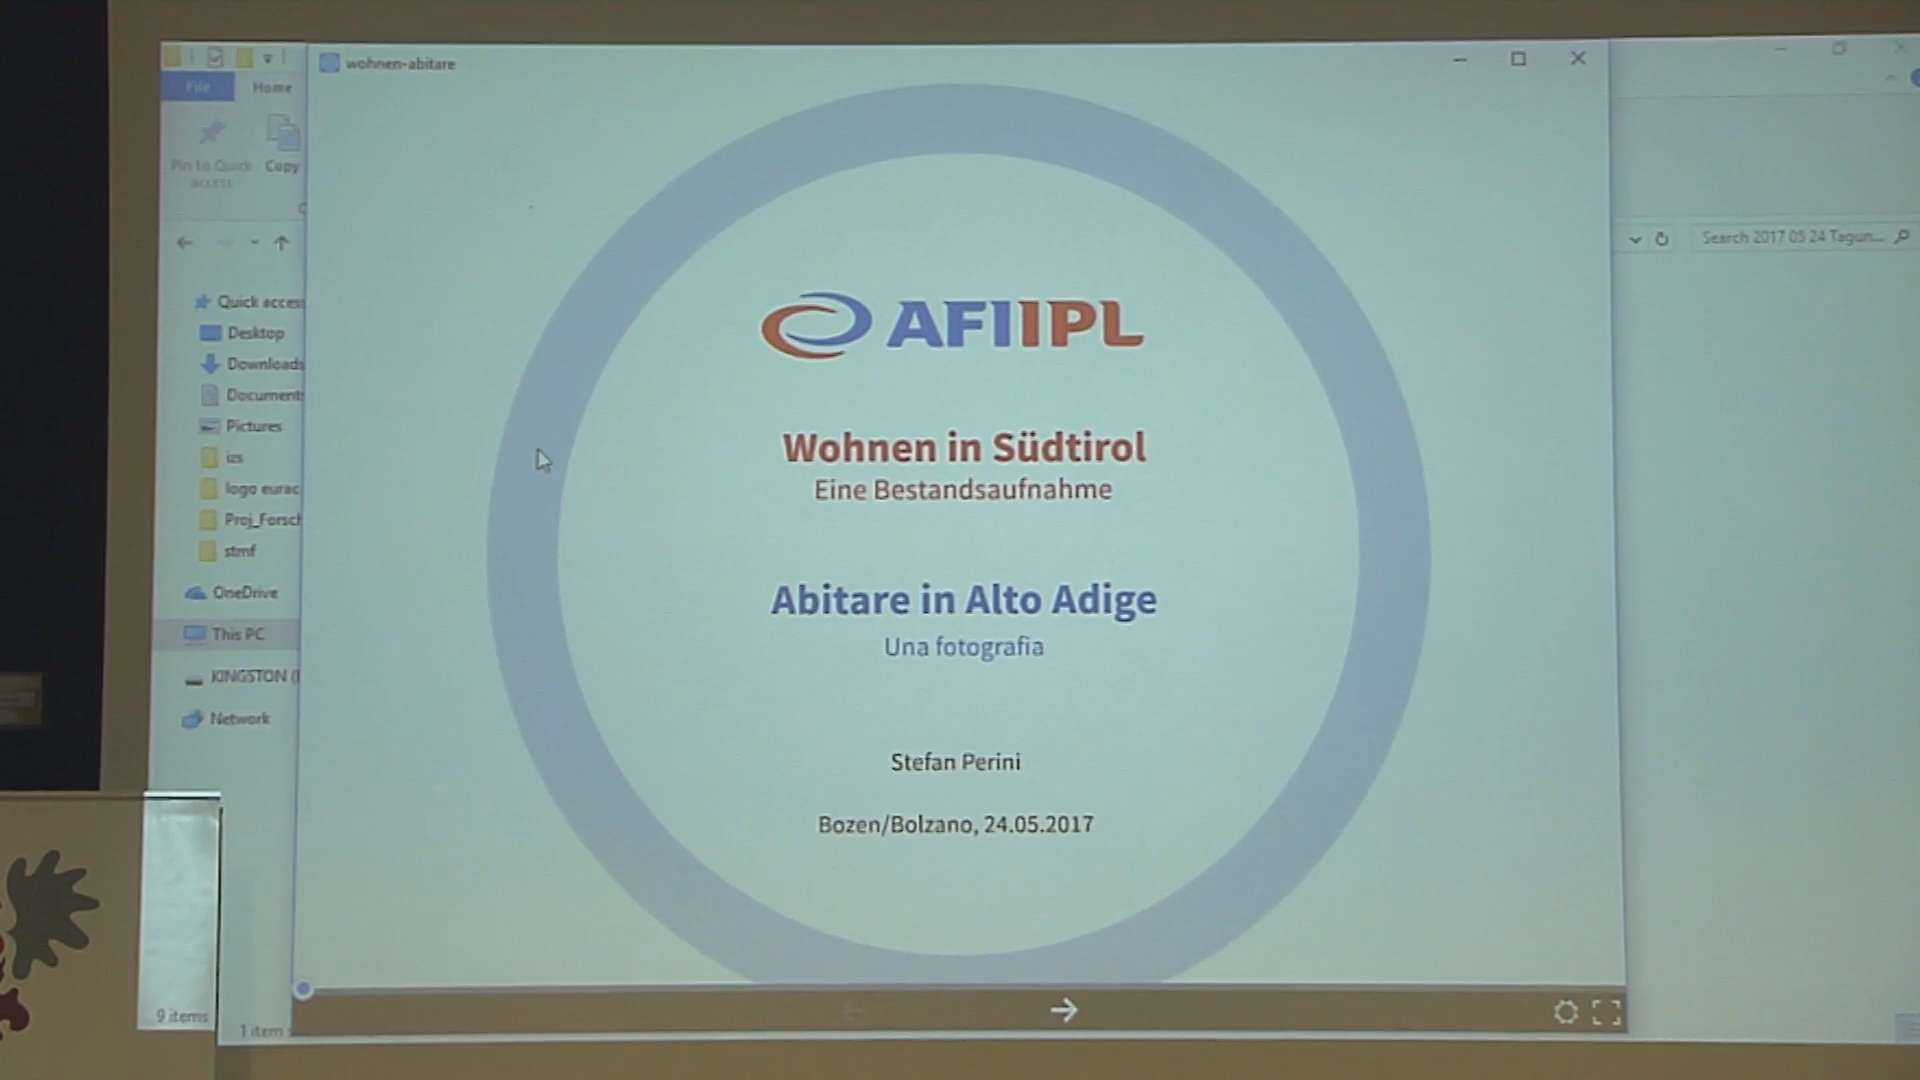 wohnen-abitare
File
Home
Pin to Quick access
Copy
Search 2017 05 24 Tagun...
Quick acces
Desktop
Downloads
Documents
Pictures
izs
logo eurac
Proj_Forsch
stmf
OneDrive
This PC
KINGSTON (
Network
9 items
1 item
AFIIPL
Wohnen in Südtirol
Eine Bestandsaufnahme
Abitare in Alto Adige
Una fotografia
Stefan Perini
Bozen/Bolzano, 24.05.2017